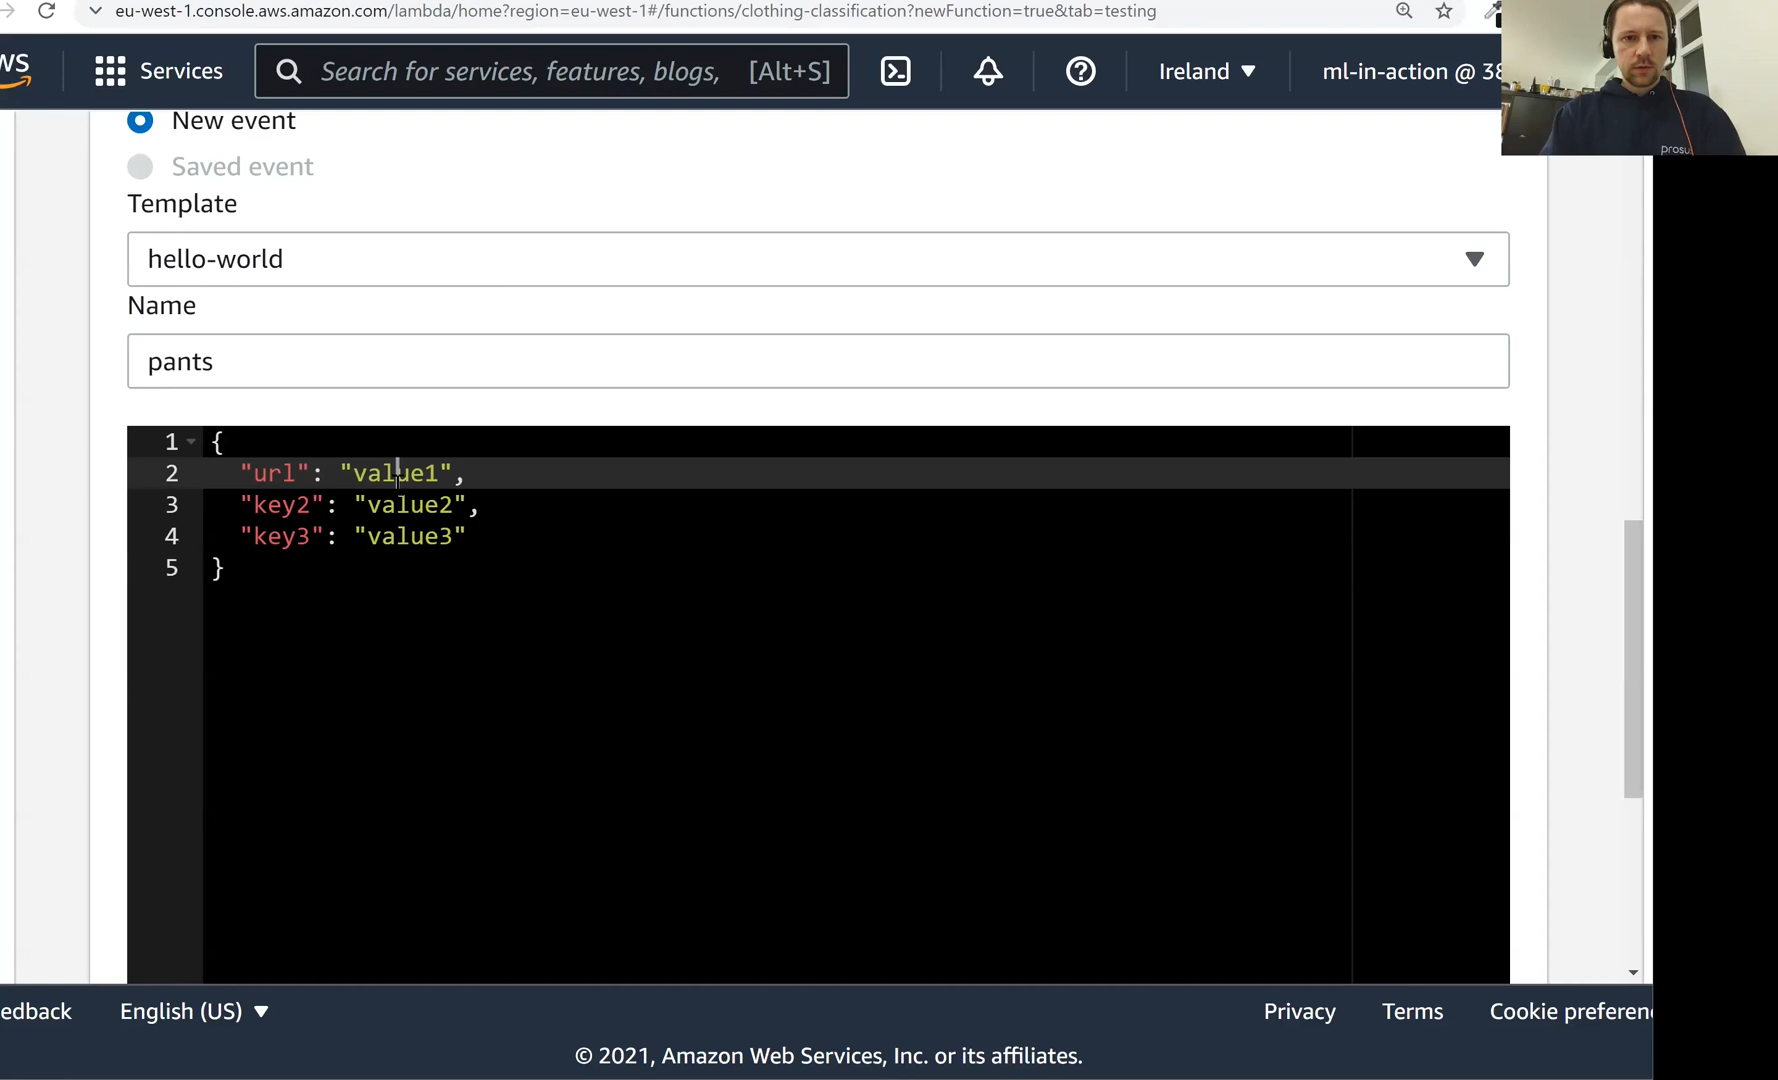 eu-west-1.console.aws.amazon.com/lambda/home?region=eu-west-1#/functions/clothing-classification?newFunction=true&tab=testing
Services
Search for services, features, blogs, [Alt+S]
Ireland
ml-in-action @ 38
New event
Saved event
Template
hello-world
Name
pants
1 {
2 "url": "value1",
3 "key2": "value2",
4 "key3": "value3"
5 }
edback
English (US)
Privacy
Terms
Cookie preferen
© 2021, Amazon Web Services, Inc. or its affiliates.